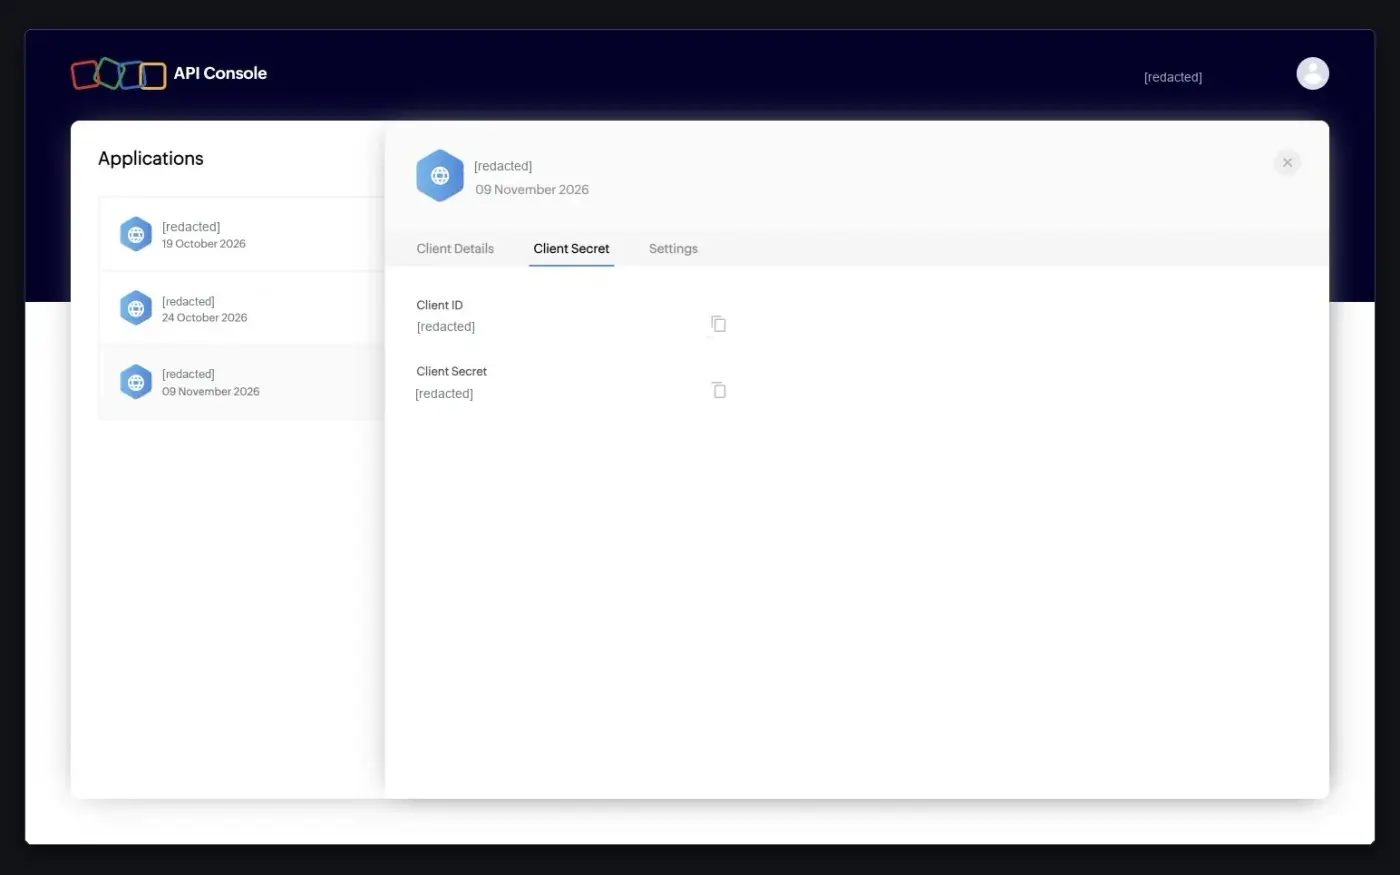 API Console
[redacted]
Applications
[redacted]
19 October 2026
[redacted]
24 October 2026
[redacted]
09 November 2026
[redacted]
09 November 2026
Client Details
Client Secret
Settings
Client ID
[redacted]
Client Secret
[redacted]